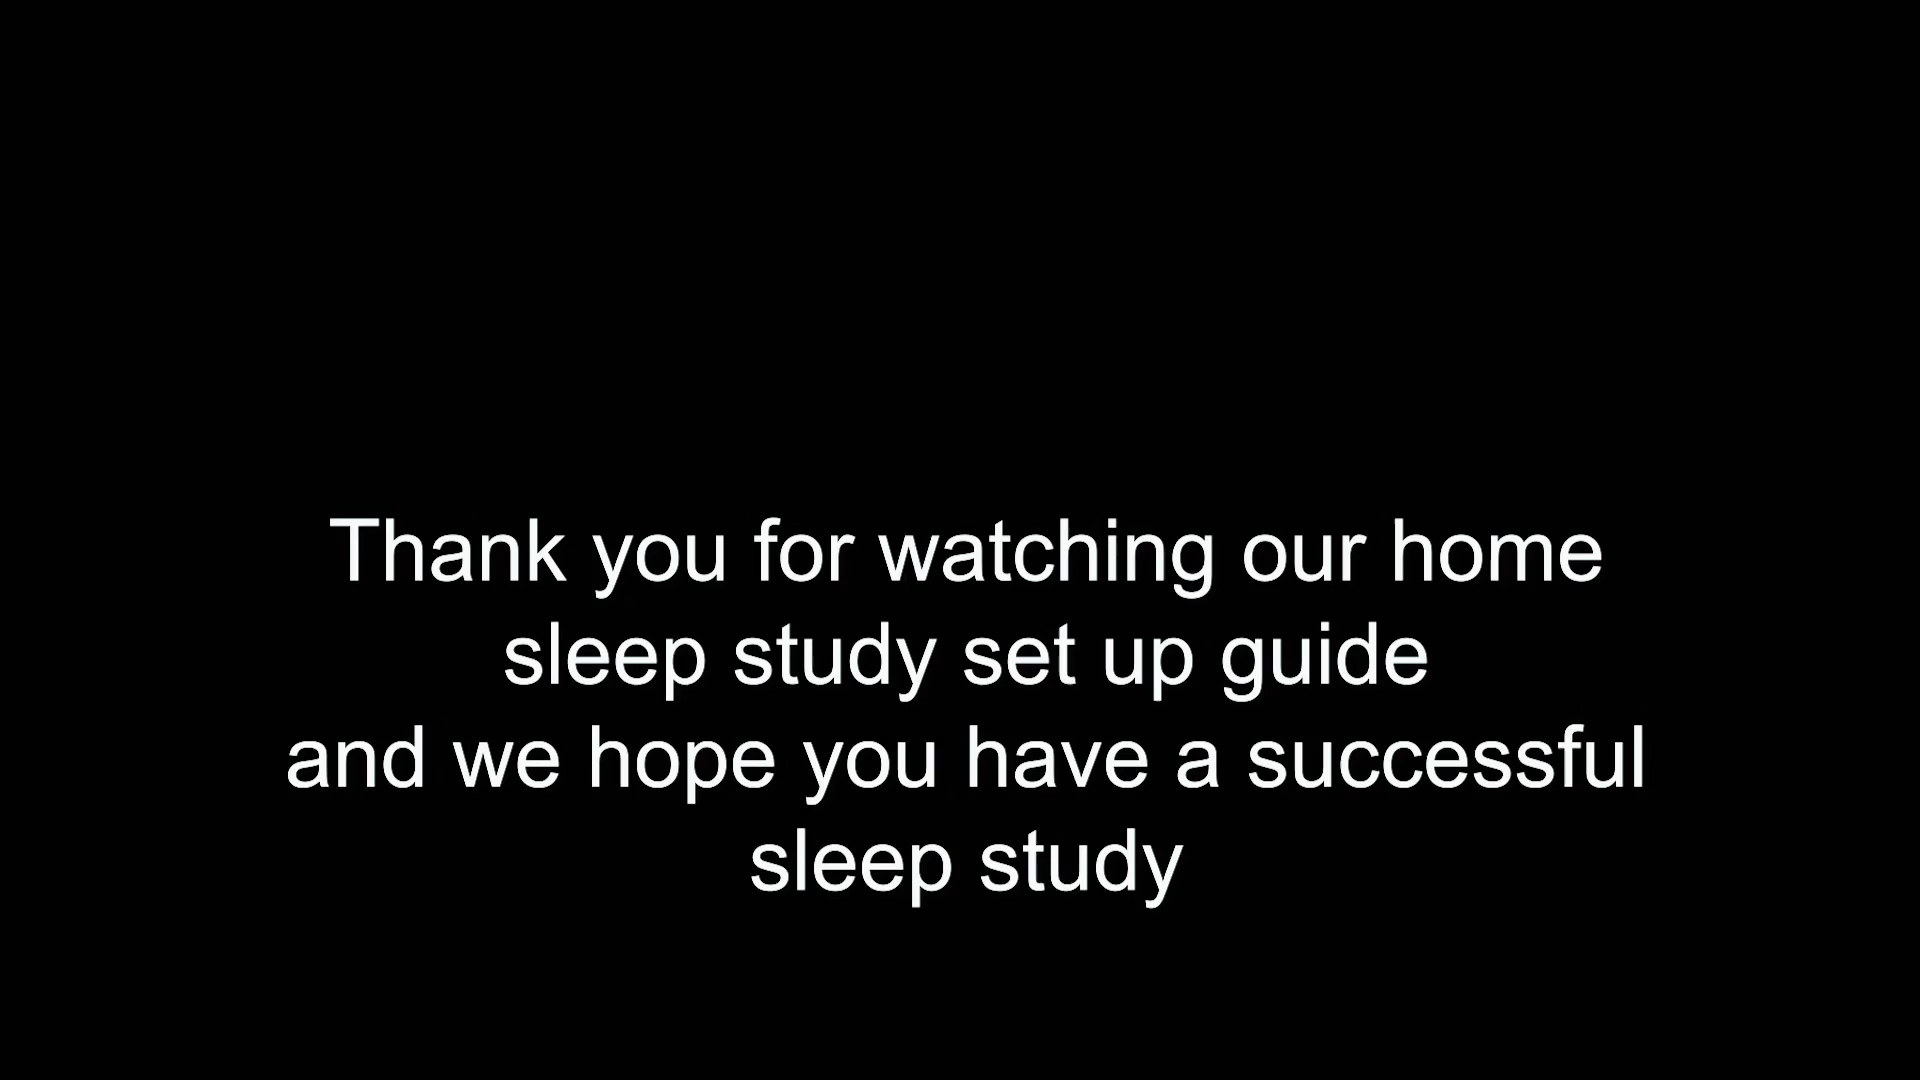 Thank you for watching our home
sleep study set up guide
and we hope you have a successful
sleep study